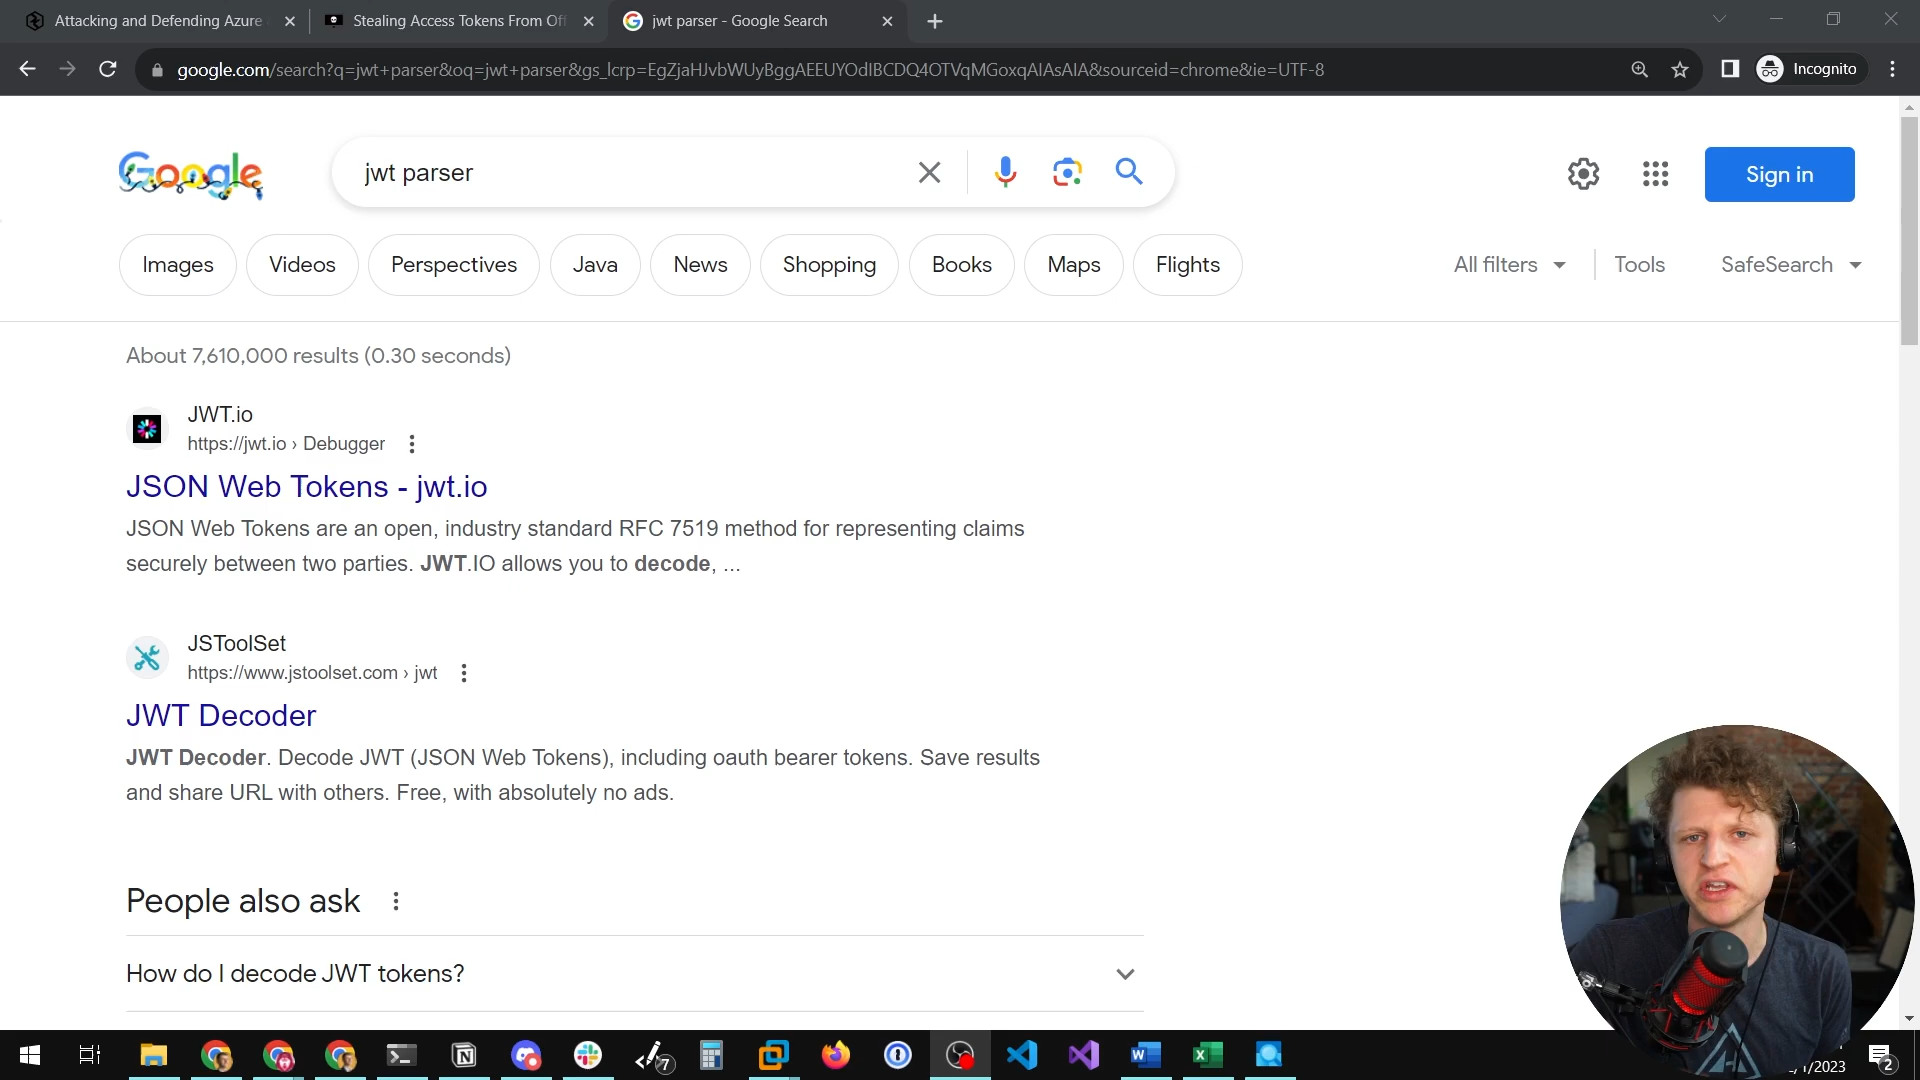 Attacking and Defending Azure
Stealing Access Tokens From Off
jwt parser - Google Search
google.com/search?q=jwt+parser&oq=jwt+parser&gs_lcrp=EgZjaHJvbWUyBggAEEUYOdIBCDQ4OTVqMGoxqAIAsAIA&sourceid=chrome&ie=UTF-8
Incognito
Google
jwt parser
Sign in
Images
Videos
Perspectives
Java
News
Shopping
Books
Maps
Flights
All filters
Tools
SafeSearch
About 7,610,000 results (0.30 seconds)
JWT.io
https://jwt.io › Debugger
JSON Web Tokens - jwt.io
JSON Web Tokens are an open, industry standard RFC 7519 method for representing claims
securely between two parties. JWT.IO allows you to decode, ...
JSToolSet
https://www.jstoolset.com › jwt
JWT Decoder
JWT Decoder. Decode JWT (JSON Web Tokens), including oauth bearer tokens. Save results
and share URL with others. Free, with absolutely no ads.
People also ask
How do I decode JWT tokens?
7
/1/2023
2